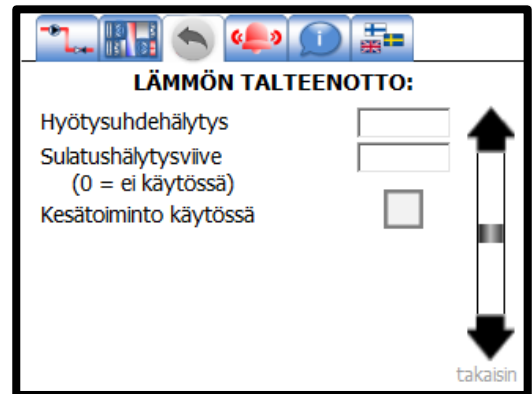 LÄMMÖN TALTEENOTTO:
Hyötysuhdehälytys
Sulatushälytysviive
(0 = ei käytössä)
Kesätoiminto käytössä
takaisin